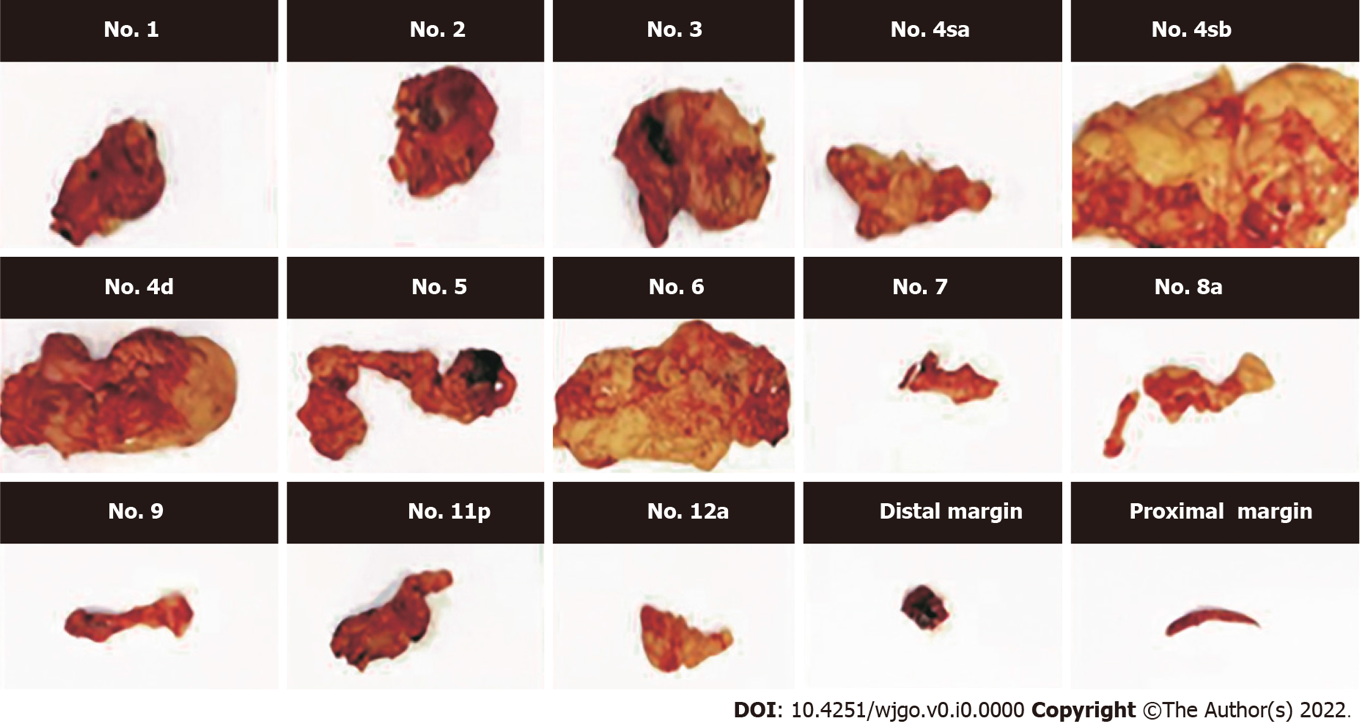 No. 1
No. 2
No. 3
No. 4sa
No. 4sb
No. 4d
No. 5
No. 6
No. 7
No. 8a
No. 9
No. 11p
No. 12a
Distal margin
Proximal margin
DOI: 10.4251/wjgo.v0.i0.0000 Copyright ©The Author(s) 2022.